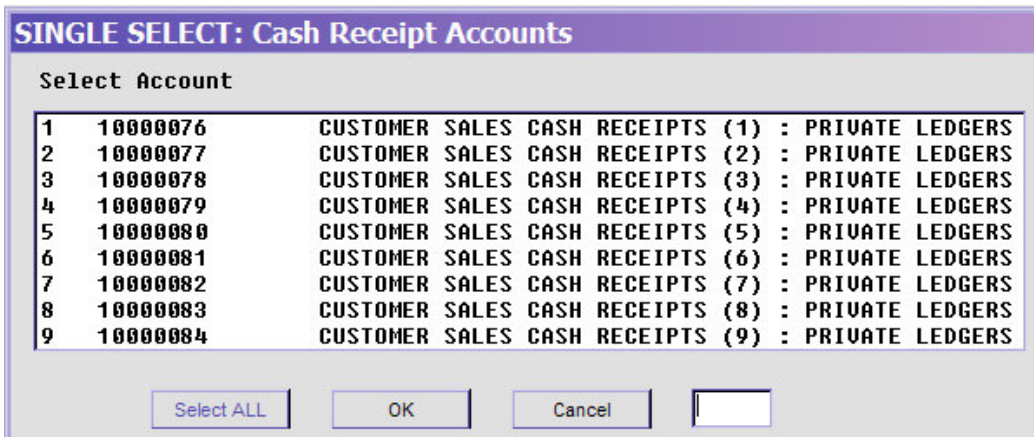 SINGLE SELECT: Cash Receipt Accounts
Select Account
1 10000076 CUSTOMER SALES CASH RECEIPTS (1) : PRIVATE LEDGERS
2 10000077 CUSTOMER SALES CASH RECEIPTS (2) : PRIVATE LEDGERS
3 10000078 CUSTOMER SALES CASH RECEIPTS (3) : PRIVATE LEDGERS
4 10000079 CUSTOMER SALES CASH RECEIPTS (4) : PRIVATE LEDGERS
5 10000080 CUSTOMER SALES CASH RECEIPTS (5) : PRIVATE LEDGERS
6 10000081 CUSTOMER SALES CASH RECEIPTS (6) : PRIVATE LEDGERS
7 10000082 CUSTOMER SALES CASH RECEIPTS (7) : PRIVATE LEDGERS
8 10000083 CUSTOMER SALES CASH RECEIPTS (8) : PRIVATE LEDGERS
9 10000084 CUSTOMER SALES CASH RECEIPTS (9) : PRIVATE LEDGERS
Select ALL OK Cancel